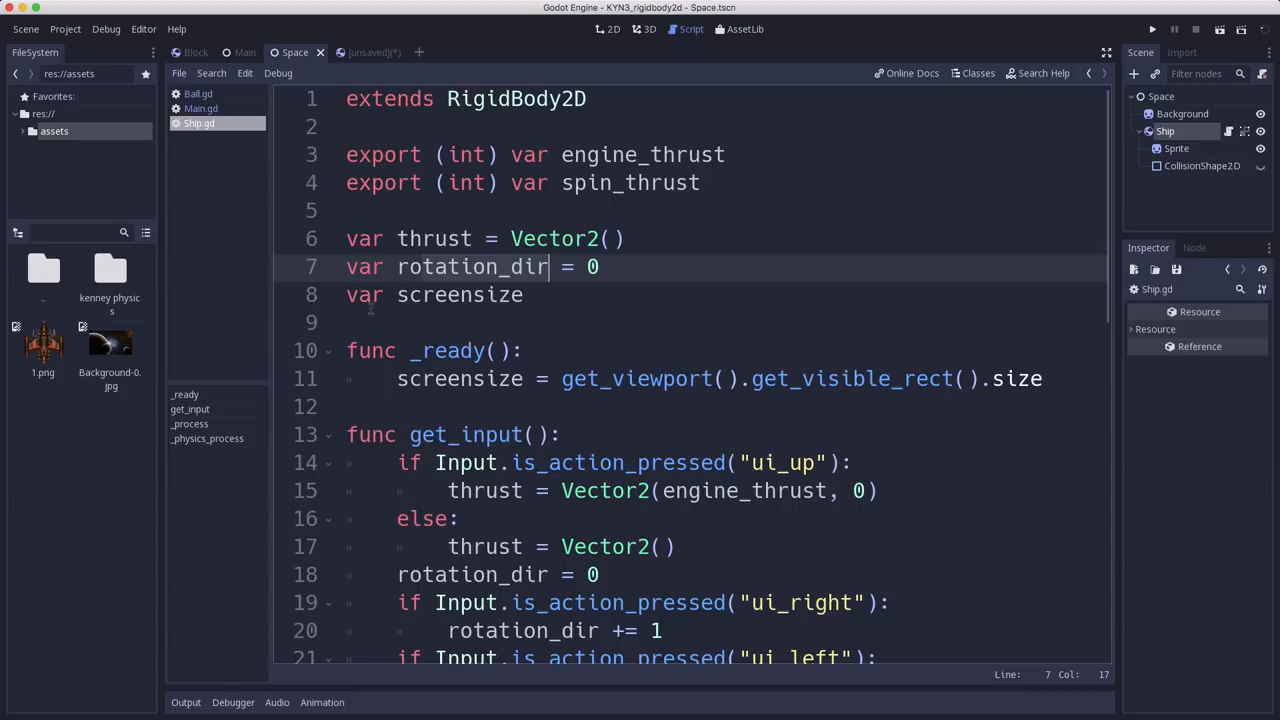 Godot Engine - KYN3_rigidbody2d - Space.tscn
Scene Project Debug Editor Help
2D 3D Script AssetLib
FileSystem
res://assets
Favorites:
res://
assets
..
kenney physic
s
1.png
Background-0.
jpg
Block Main Space [unsaved](*)
File Search Edit Debug
Online Docs Classes Search Help
Ball.gd
Main.gd
Ship.gd
_ready
get_input
_process
_physics_process
1 extends RigidBody2D
2
3 export (int) var engine_thrust
4 export (int) var spin_thrust
5
6 var thrust = Vector2()
7 var rotation_dir = 0
8 var screensize
9
10 func _ready():
11 screensize = get_viewport().get_visible_rect().size
12
13 func get_input():
14 if Input.is_action_pressed("ui_up"):
15 thrust = Vector2(engine_thrust, 0)
16 else:
17 thrust = Vector2()
18 rotation_dir = 0
19 if Input.is_action_pressed("ui_right"):
20 rotation_dir += 1
21 if Input.is_action_pressed("ui_left"):
Line: 7 Col: 17
Output Debugger Audio Animation
Scene Import
Filter nodes
Space
Background
Ship
Sprite
CollisionShape2D
Inspector Node
Ship.gd
Resource
Resource
Reference